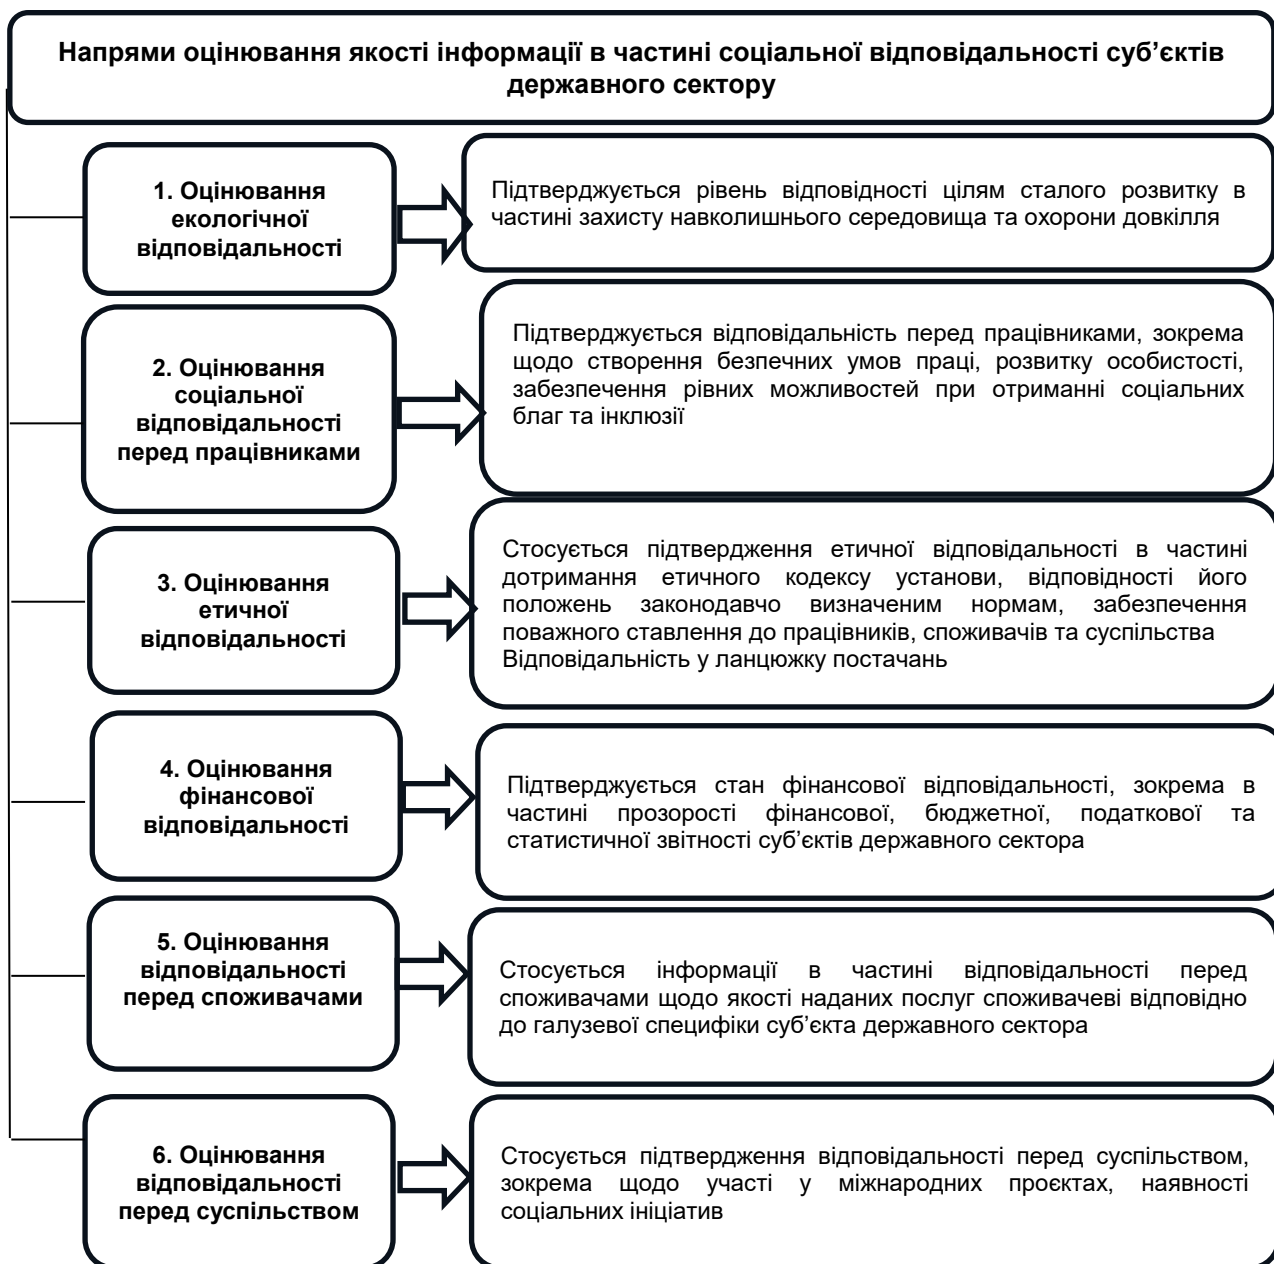 Напрями оцінювання якості інформації в частині соціальної відповідальності суб’єктів
державного сектору
1. Оцінювання
екологічної
відповідальності
Підтверджується рівень відповідності цілям сталого розвитку в
частині захисту навколишнього середовища та охорони довкілля
2. Оцінювання
соціальної
відповідальності
перед працівниками
Підтверджується відповідальність перед працівниками, зокрема
щодо створення безпечних умов праці, розвитку особистості,
забезпечення рівних можливостей при отриманні соціальних
благ та інклюзії
3. Оцінювання
етичної
відповідальності
Стосується підтвердження етичної відповідальності в частині
дотримання етичного кодексу установи, відповідності його
положень законодавчо визначеним нормам, забезпечення
поважного ставлення до працівників, споживачів та суспільства
Відповідальність у ланцюжку постачань
4. Оцінювання
фінансової
відповідальності
Підтверджується стан фінансової відповідальності, зокрема в
частині прозорості фінансової, бюджетної, податкової та
статистичної звітності суб’єктів державного сектора
5. Оцінювання
відповідальності
перед споживачами
Стосується інформації в частині відповідальності перед
споживачами щодо якості наданих послуг споживачеві відповідно
до галузевої специфіки суб’єкта державного сектора
6. Оцінювання
відповідальності
перед суспільством
Стосується підтвердження відповідальності перед суспільством,
зокрема щодо участі у міжнародних проєктах, наявності
соціальних ініціатив